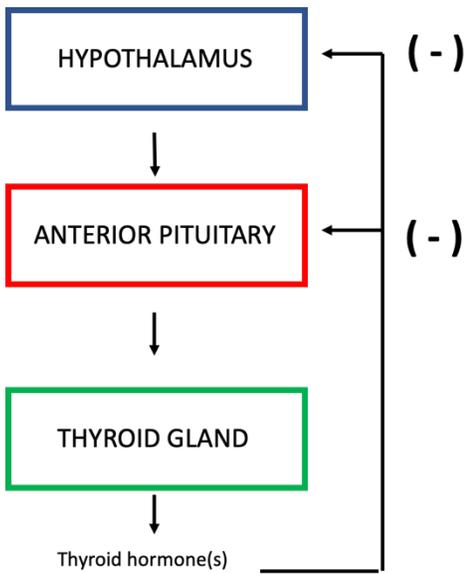 HYPOTHALAMUS
( - )
ANTERIOR PITUITARY
( - )
THYROID GLAND
Thyroid hormone(s)